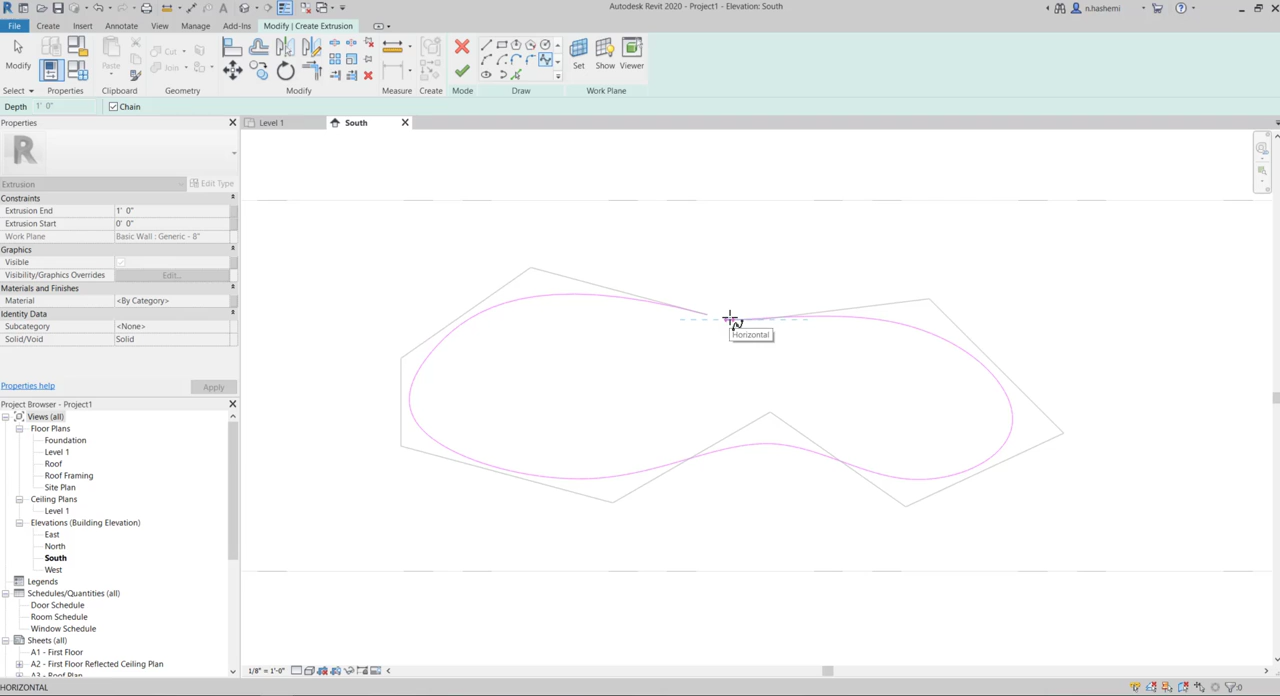 Autodesk Revit 2020 - Project1 - Elevation: South
n.hashemi
File Create Insert Annotate View Manage Add-Ins Modify | Create Extrusion
Modify
Paste
Cut
Join
Set Show Viewer
Select Properties Clipboard Geometry Modify Measure Create Mode Draw Work Plane
Depth 1' 0" Chain
Properties
Level 1
South
R
Extrusion
Edit Type
Constraints
Extrusion End 1' 0"
Extrusion Start 0' 0"
Work Plane Basic Wall : Generic - 8"
Graphics
Visible
Visibility/Graphics Overrides Edit...
Materials and Finishes
Material <By Category>
Identity Data
Subcategory <None>
Solid/Void Solid
Horizontal
Properties help
Apply
Project Browser - Project1
Views (all)
Floor Plans
Foundation
Level 1
Roof
Roof Framing
Site Plan
Ceiling Plans
Level 1
Elevations (Building Elevation)
East
North
South
West
Legends
Schedules/Quantities (all)
Door Schedule
Room Schedule
Window Schedule
Sheets (all)
A1 - First Floor
A2 - First Floor Reflected Ceiling Plan
A3 - Roof Plan
1/8" = 1'-0"
HORIZONTAL
:0